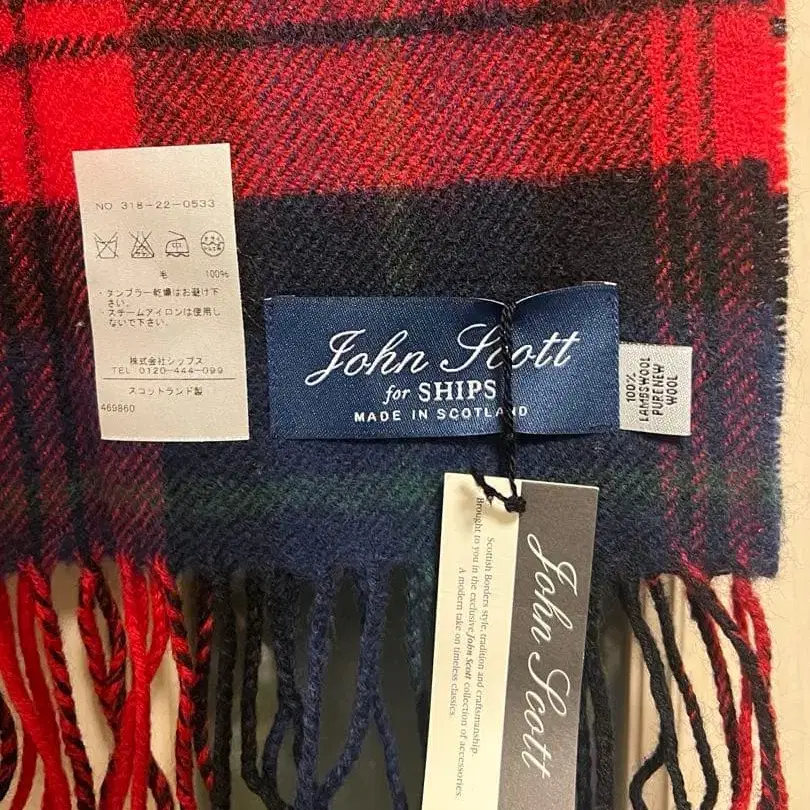 NO 318-22-0533
毛 100%
・タンブラー乾燥はお避け下
さい。
・スチームアイロンは使用し
ないで下さい。
株式会社シップス
TEL 0120-444-099
スコットランド製
469860
John Scott
for SHIPS
MADE IN SCOTLAND
100%
LAMBSWOOL
PURE NEW
WOOL
John Scott
Scottish Borders style, tradition and craftsmanship.
Brought to you in the exclusive John Scott collection of accessories.
A modern take on timeless classics.